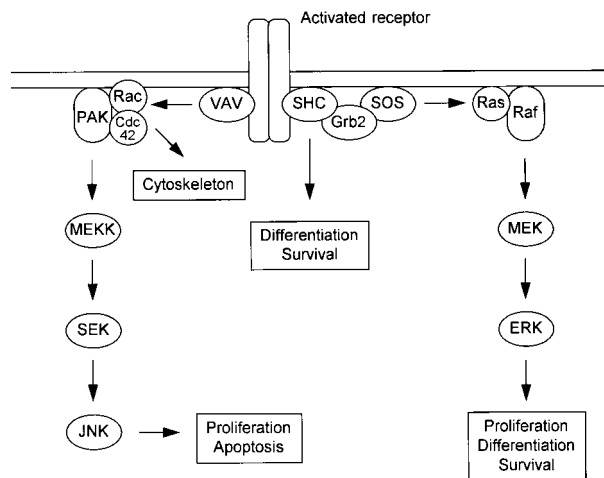 Activated receptor
PAK
Rac
Cdc
42
VAV
SHC
Grb2
SOS
Ras
Raf
Cytoskeleton
MEKK
Differentiation
Survival
MEK
SEK
ERK
JNK
Proliferation
Apoptosis
Proliferation
Differentiation
Survival